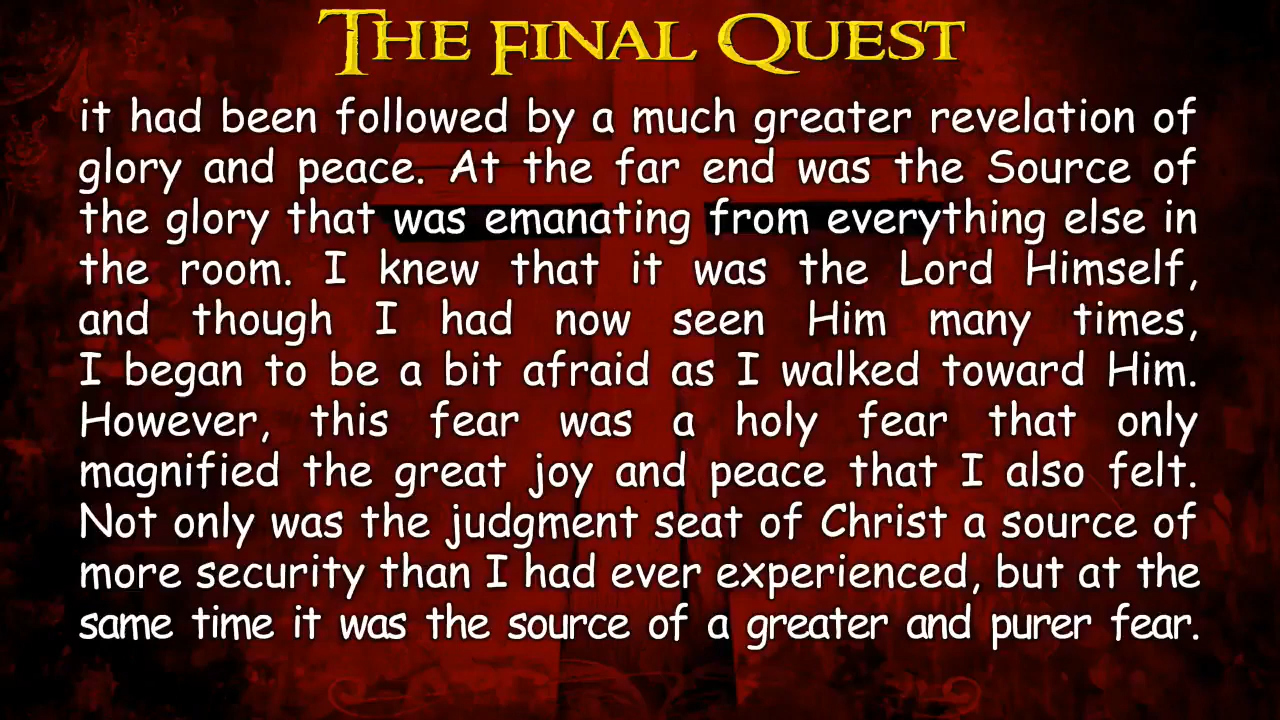 The Final Quest
it had been followed by a much greater revelation of
glory and peace. At the far end was the Source of
the glory that was emanating from everything else in
the room. I knew that it was the Lord Himself,
and though I had now seen Him many times,
I began to be a bit afraid as I walked toward Him.
However, this fear was a holy fear that only
magnified the great joy and peace that I also felt.
Not only was the judgment seat of Christ a source of
more security than I had ever experienced, but at the
same time it was the source of a greater and purer fear.